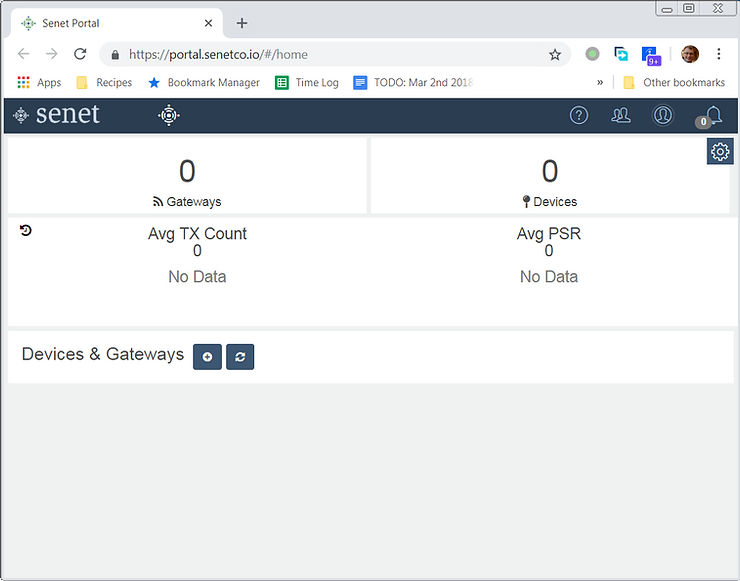 Senet Portal
https://portal.senetco.io/#/home
9+
Apps Recipes Bookmark Manager Time Log TODO: Mar 2nd 2018 » Other bookmarks
senet ? 0
0 0
Gateways Devices
Avg TX Count Avg PSR
0 0
No Data No Data
Devices & Gateways